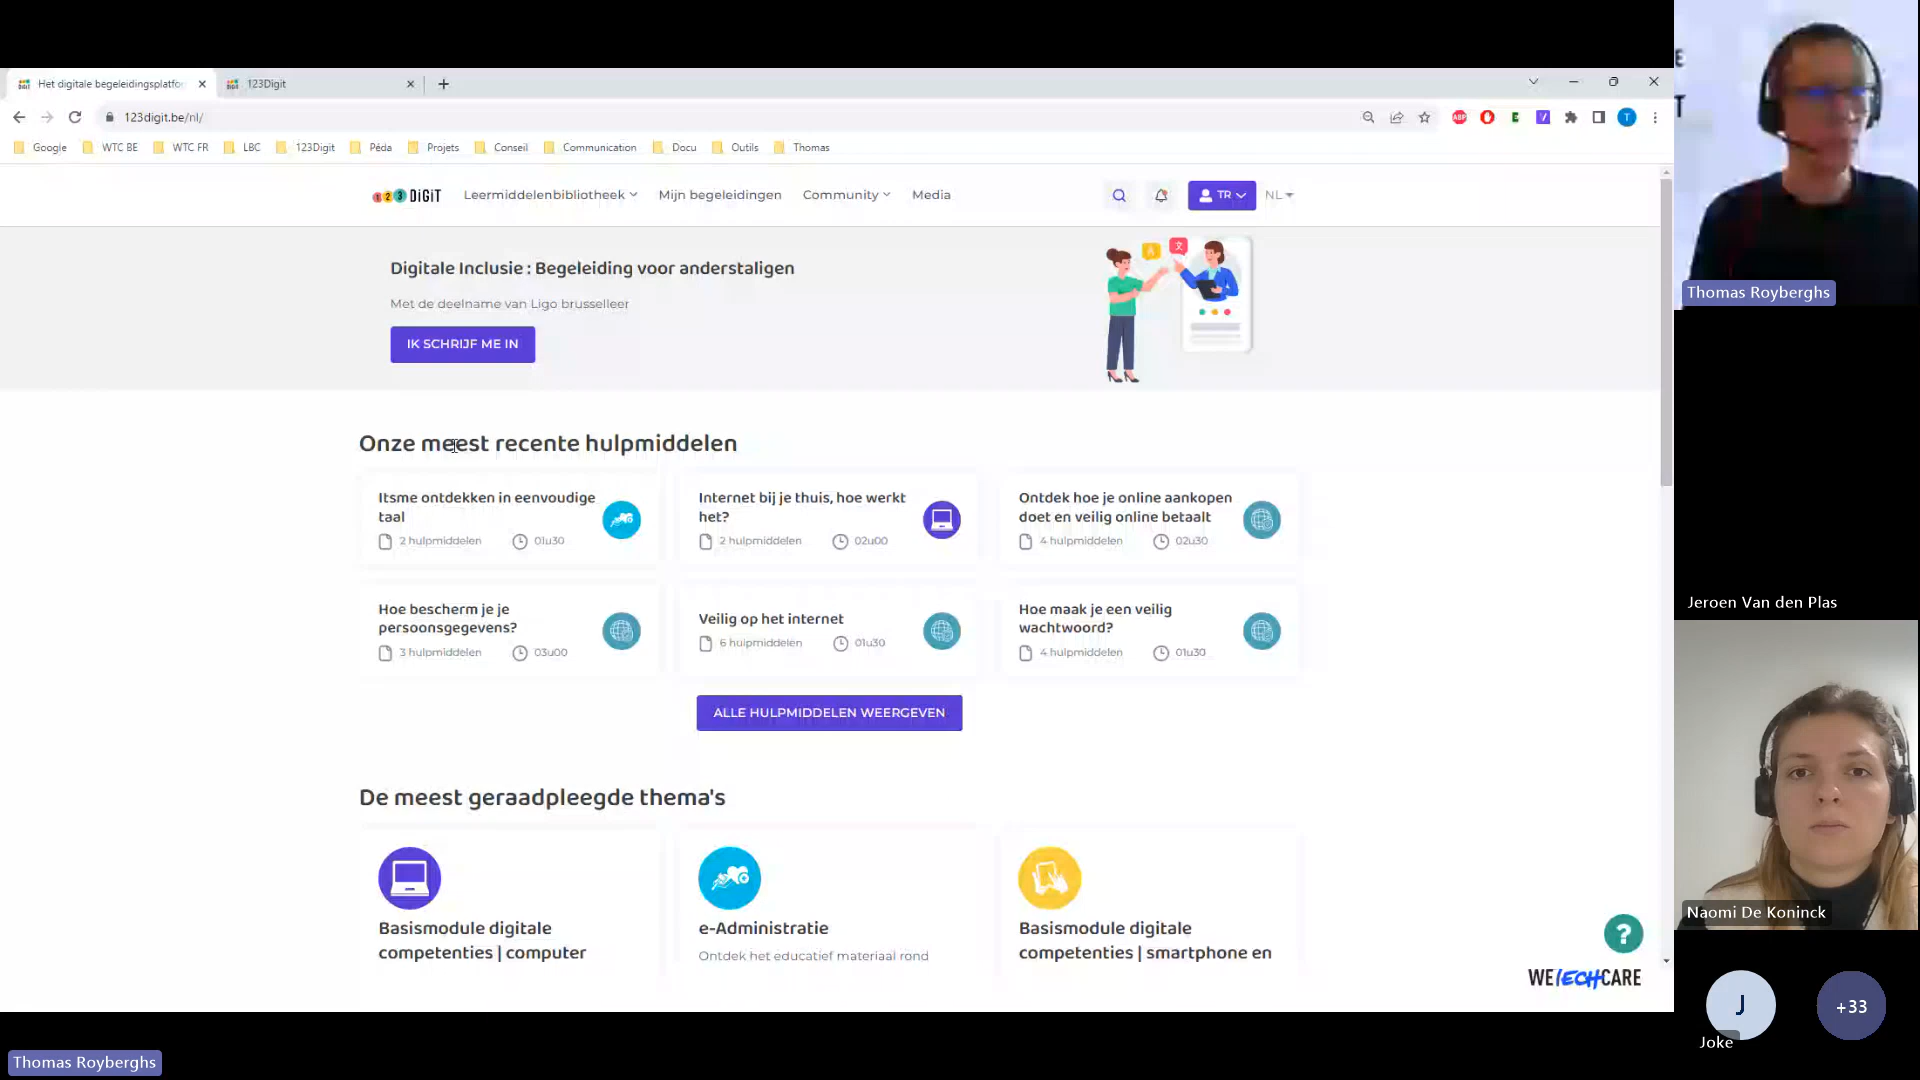 Het digitale begeleidingsplatfo
123Digit
123digit.be/nl/
ABP
T
Google
WTC BE
WTC FR
LBC
123Digit
Péda
Projets
Conseil
Communication
Docu
Outils
Thomas
1 2 3 DiGiT
Leermiddelenbibliotheek
Mijn begeleidingen
Community
Media
TR
NL
Digitale Inclusie : Begeleiding voor anderstaligen
Met de deelname van Ligo brusselleer
IK SCHRIJF ME IN
Onze meest recente hulpmiddelen
Itsme ontdekken in eenvoudige
taal
2 hulpmiddelen
01u30
Internet bij je thuis, hoe werkt
het?
2 hulpmiddelen
02u00
Ontdek hoe je online aankopen
doet en veilig online betaalt
4 hulpmiddelen
02u30
Hoe bescherm je je
persoonsgegevens?
3 hulpmiddelen
03u00
Veilig op het internet
6 hulpmiddelen
01u30
Hoe maak je een veilig
wachtwoord?
4 hulpmiddelen
01u30
ALLE HULPMIDDELEN WEERGEVEN
De meest geraadpleegde thema's
Basismodule digitale
competenties | computer
e-Administratie
Ontdek het educatief materiaal rond
Basismodule digitale
competenties | smartphone en
?
WETECHCARE
Thomas Royberghs
Jeroen Van den Plas
Naomi De Koninck
J
Joke
+33
Thomas Royberghs